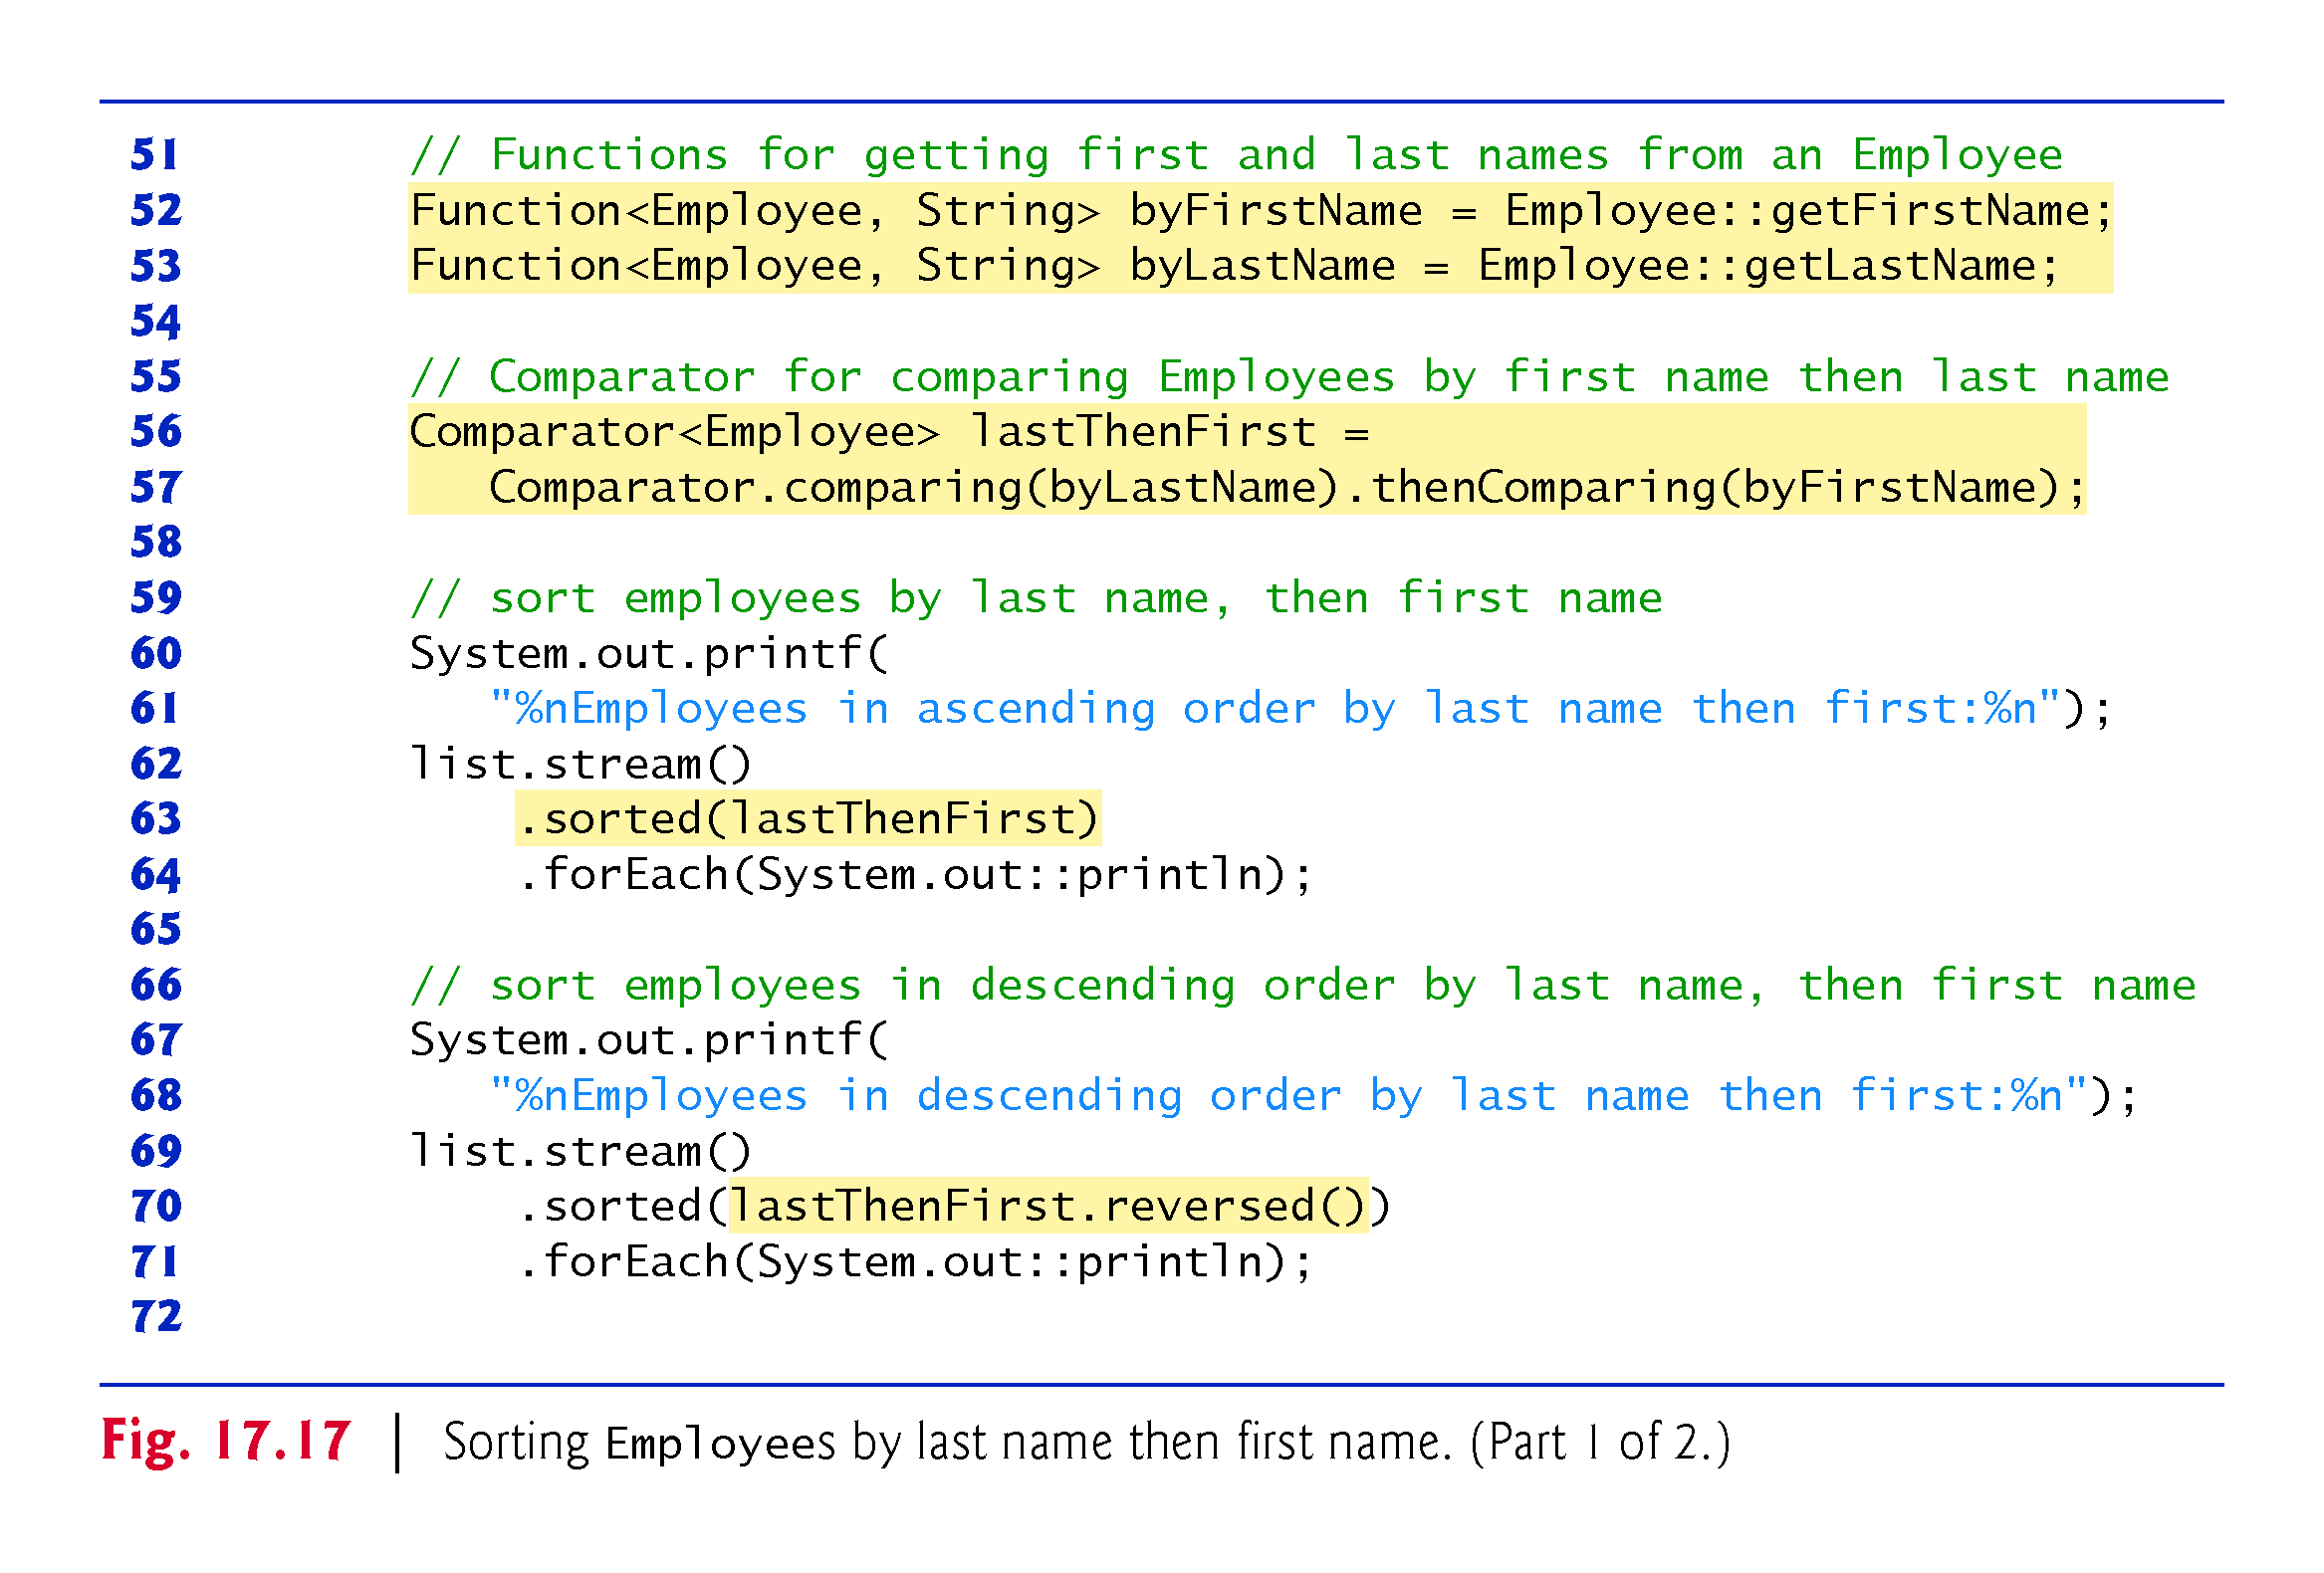 51 // Functions for getting first and last names from an Employee
52 Function<Employee, String> byFirstName = Employee::getFirstName;
53 Function<Employee, String> byLastName = Employee::getLastName;
54
55 // Comparator for comparing Employees by first name then last name
56 Comparator<Employee> lastThenFirst =
57    Comparator.comparing(byLastName).thenComparing(byFirstName);
58
59 // sort employees by last name, then first name
60 System.out.printf(
61    "%nEmployees in ascending order by last name then first:%n");
62 list.stream()
63     .sorted(lastThenFirst)
64     .forEach(System.out::println);
65
66 // sort employees in descending order by last name, then first name
67 System.out.printf(
68    "%nEmployees in descending order by last name then first:%n");
69 list.stream()
70     .sorted(lastThenFirst.reversed())
71     .forEach(System.out::println);
72
Fig. 17.17 | Sorting Employees by last name then first name. (Part 1 of 2.)